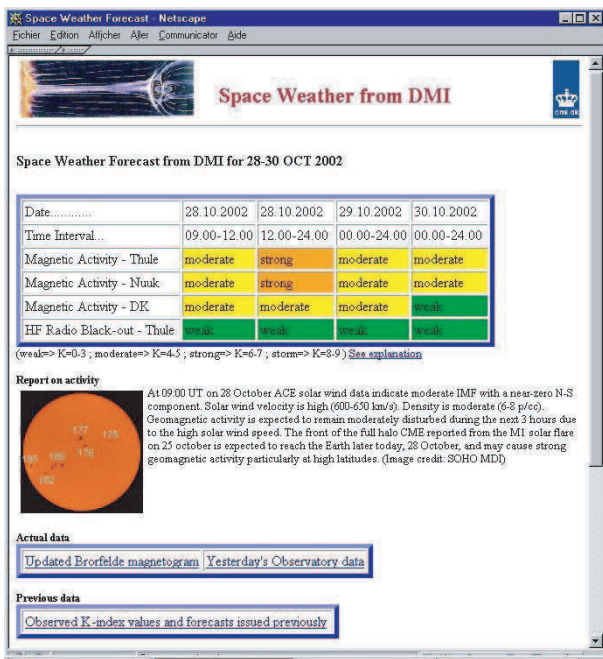 Space Weather Forecast - Netscape
Fichier Edition Afficher Aller Communicator Aide
Space Weather from DMI
dmi.dk
Space Weather Forecast from DMI for 28-30 OCT 2002
Date............ 28.10.2002 28.10.2002 29.10.2002 30.10.2002
Time Interval... 09.00-12.00 12.00-24.00 00.00-24.00 00.00-24.00
Magnetic Activity - Thule moderate strong moderate moderate
Magnetic Activity - Nuuk moderate strong moderate moderate
Magnetic Activity - DK moderate moderate moderate weak
HF Radio Black-out - Thule weak weak weak weak
(weak=> K=0-3 ; moderate=> K=4-5 ; strong=> K=6-7 ; storm=> K=8-9 ) See explanation
Report on activity
At 09:00 UT on 28 October ACE solar wind data indicate moderate IMF with a near-zero N-S
component. Solar wind velocity is high (600-650 km/s). Density is moderate (6-8 p/cc).
Geomagnetic activity is expected to remain moderately disturbed during the next 3 hours due
to the high solar wind speed. The front of the full halo CME reported from the M1 solar flare
on 25 october is expected to reach the Earth later today, 28 October, and may cause strong
geomagnetic activity particularly at high latitudes. (Image credit: SOHO MDI)
177 175
180 176
162
Actual data
Updated Brorfelde magnetogram Yesterday's Observatory data
Previous data
Observed K-index values and forecasts issued previously